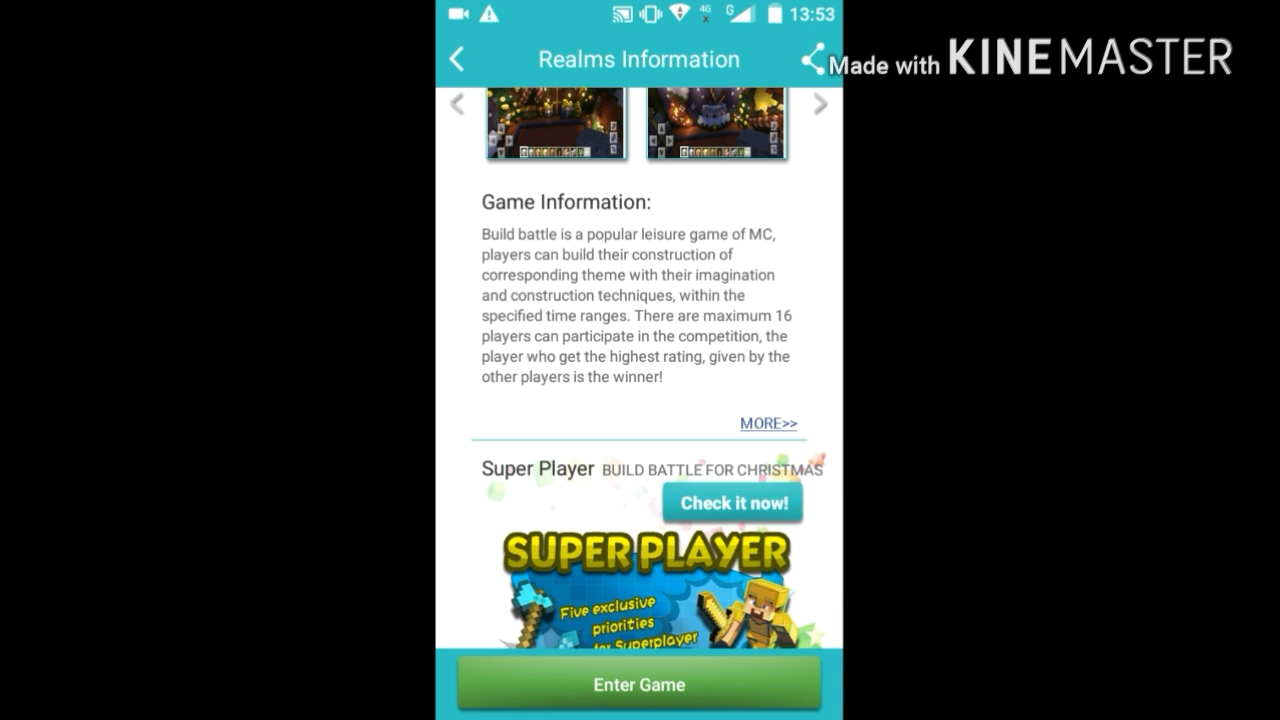 4G
G
13:53
Realms Information
Made with KINEMASTER
Game Information:
Build battle is a popular leisure game of MC,
players can build their construction of
corresponding theme with their imagination
and construction techniques, within the
specified time ranges. There are maximum 16
players can participate in the competition, the
player who get the highest rating, given by the
other players is the winner!
MORE>>
Super Player BUILD BATTLE FOR CHRISTMAS
Check it now!
SUPER PLAYER
Five exclusive
priorities
for Superplayer
Enter Game